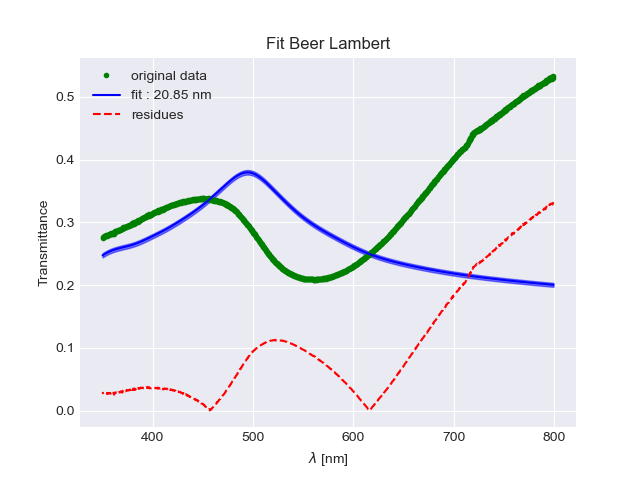 Fit Beer Lambert
original data
fit : 20.85 nm
residues
Transmittance
0.5
0.4
0.3
0.2
0.1
0.0
400 500 600 700 800
λ [nm]